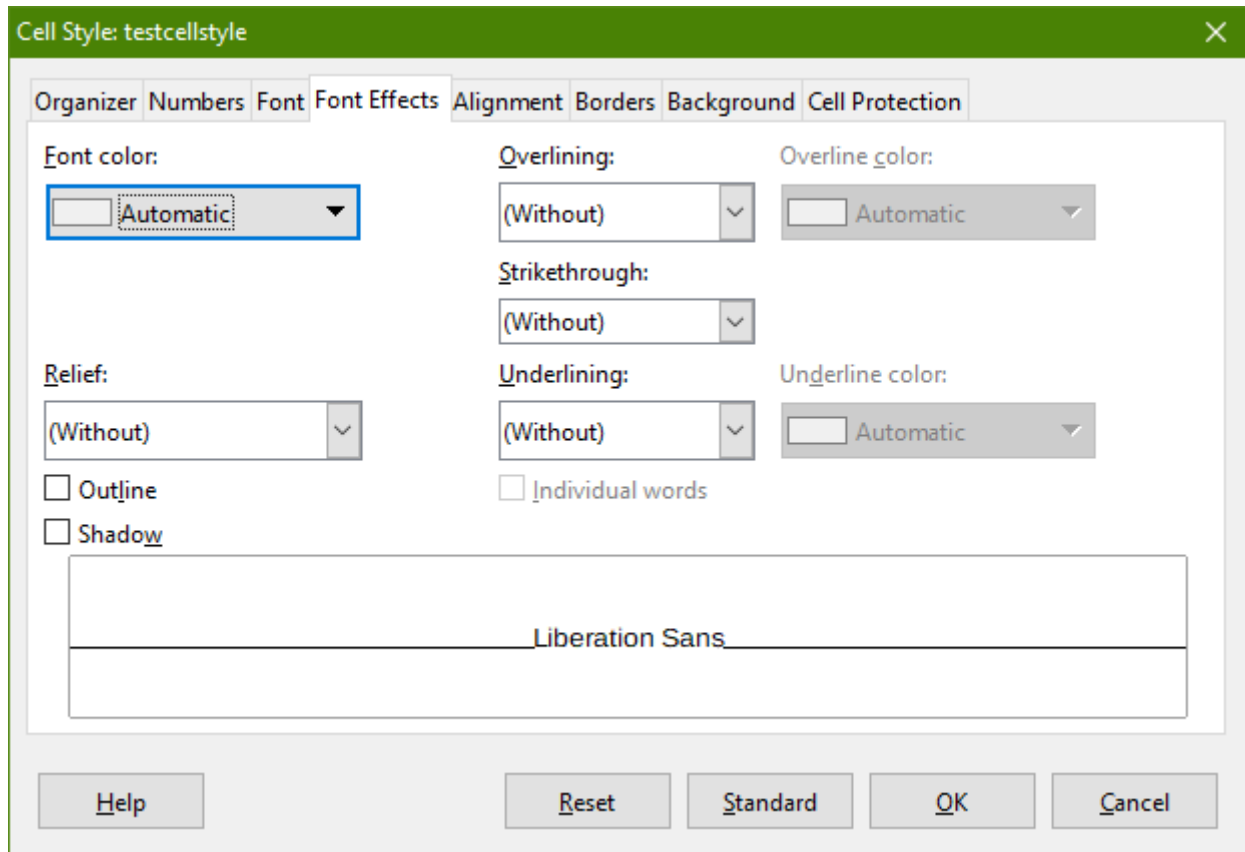 Cell Style: testcellstyle
Organizer Numbers Font Font Effects Alignment Borders Background Cell Protection
Font color: Overlining: Overline color:
Automatic (Without) Automatic
Strikethrough:
(Without)
Relief: Underlining: Underline color:
(Without) (Without) Automatic
Outline Individual words
Shadow
Liberation Sans
Help Reset Standard OK Cancel